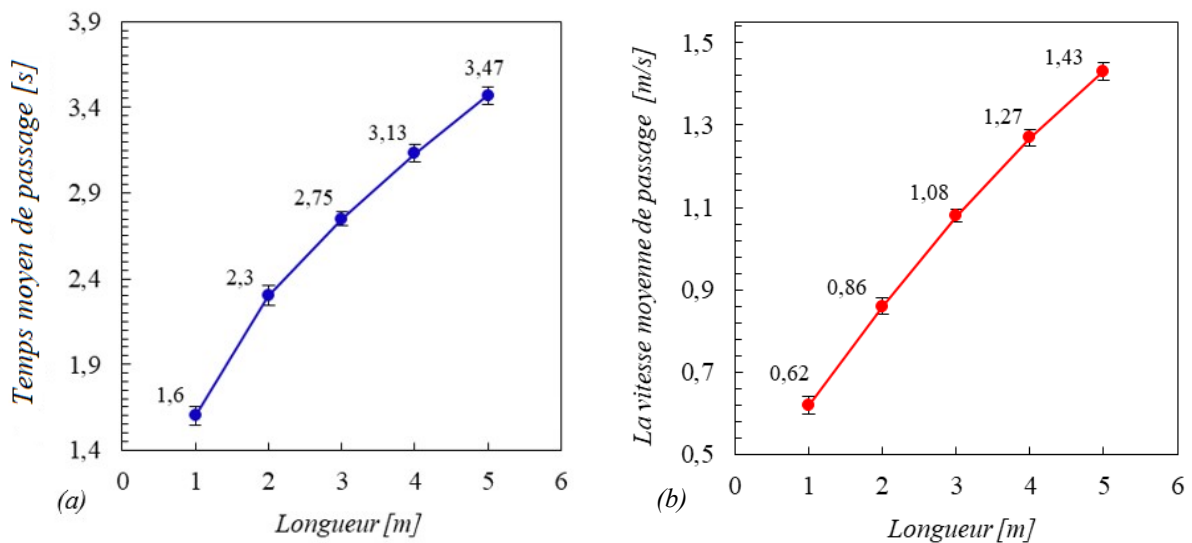 Temps moyen de passage [s]
3,9
3,4
2,9
2,4
1,9
1,4
3,47
3,13
2,75
2,3
1,6
0 1 2 3 4 5 6
(a)
Longueur [m]
La vitesse moyenne de passage [m/s]
1,5
1,3
1,1
0,9
0,7
0,5
1,43
1,27
1,08
0,86
0,62
0 1 2 3 4 5 6
(b)
Longueur [m]